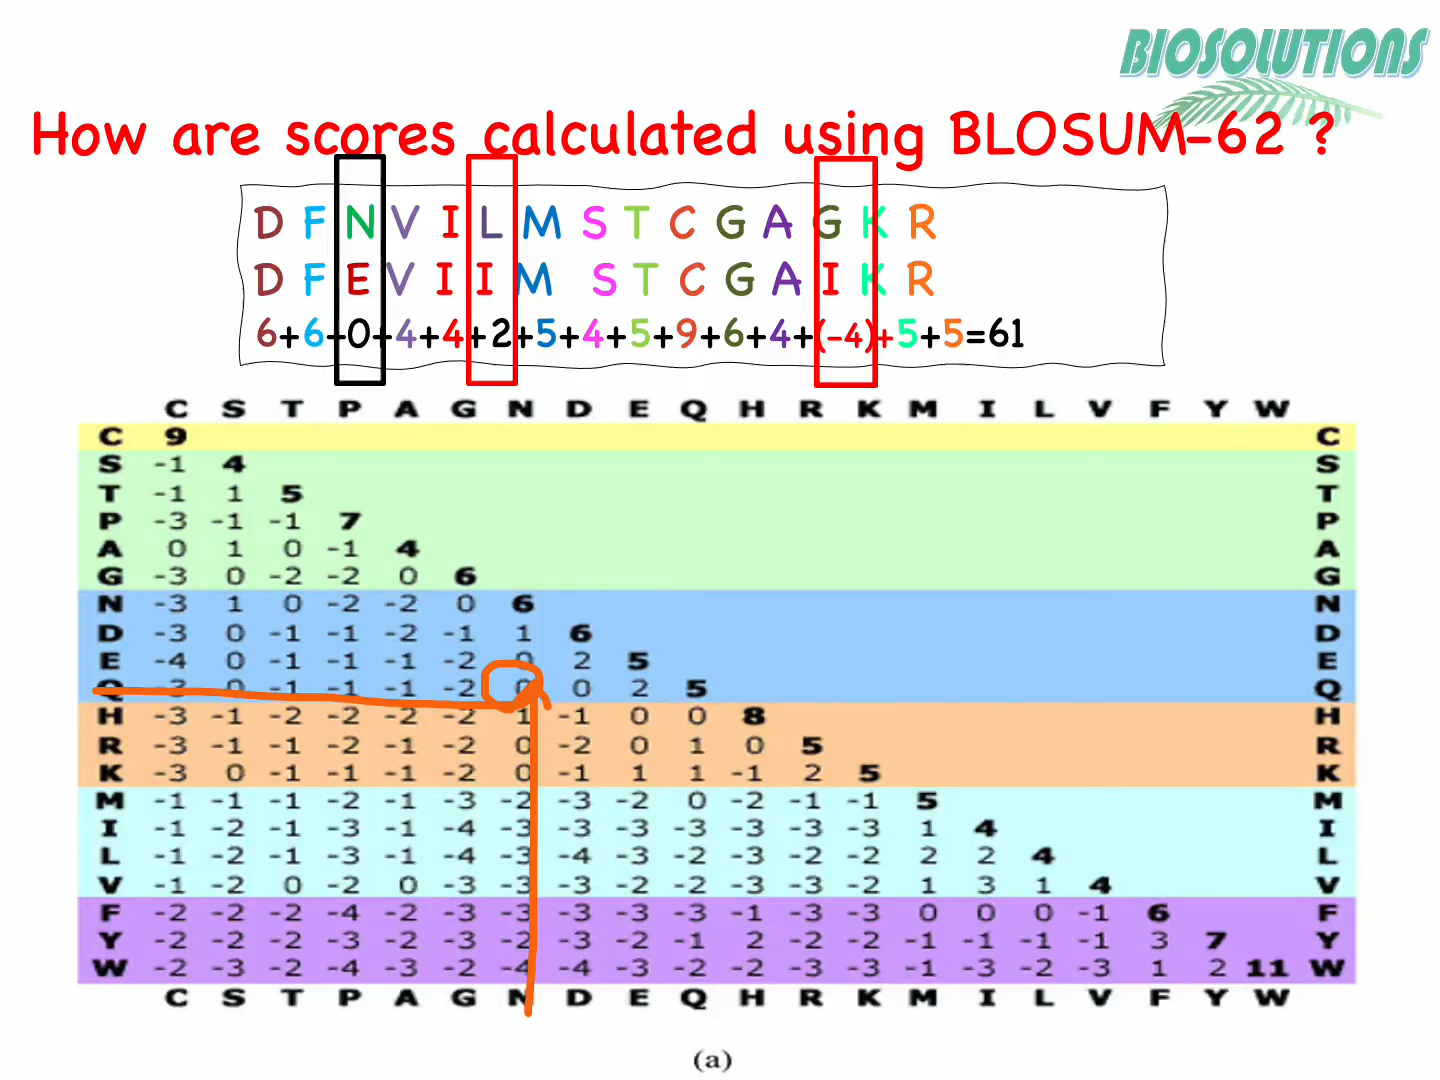 BIOSOLUTIONS
How are scores calculated using BLOSUM-62 ?
D F N V I L M S T C G A G K R
D F E V I I M S T C G A I K R
6+6+0+4+4+2+5+4+5+9+6+4+(-4)+5+5=61
C S T P A G N D E Q H R K M I L V F Y W
C 9 C
S -1 4 S
T -1 1 5 T
P -3 -1 -1 7 P
A 0 1 0 -1 4 A
G -3 0 -2 -2 0 6 G
N -3 1 0 -2 -2 0 6 N
D -3 0 -1 -1 -2 -1 1 6 D
E -4 0 -1 -1 -1 -2 0 2 5 E
Q -3 0 -1 -1 -1 -2 0 0 2 5 Q
H -3 -1 -2 -2 -2 -2 1 -1 0 0 8 H
R -3 -1 -1 -2 -1 -2 0 -2 0 1 0 5 R
K -3 0 -1 -1 -1 -2 0 -1 1 1 -1 2 5 K
M -1 -1 -1 -2 -1 -3 -2 -3 -2 0 -2 -1 -1 5 M
I -1 -2 -1 -3 -1 -4 -3 -3 -3 -3 -3 -3 -3 1 4 I
L -1 -2 -1 -3 -1 -4 -3 -4 -3 -2 -3 -2 -2 2 2 4 L
V -1 -2 0 -2 0 -3 -3 -3 -2 -2 -3 -3 -2 1 3 1 4 V
F -2 -2 -2 -4 -2 -3 -3 -3 -3 -3 -1 -3 -3 0 0 0 -1 6 F
Y -2 -2 -2 -3 -2 -3 -2 -3 -2 -1 2 -2 -2 -1 -1 -1 -1 3 7 Y
W -2 -3 -2 -4 -3 -2 -4 -4 -3 -2 -2 -3 -3 -1 -3 -2 -3 1 2 11 W
C S T P A G N D E Q H R K M I L V F Y W
(a)